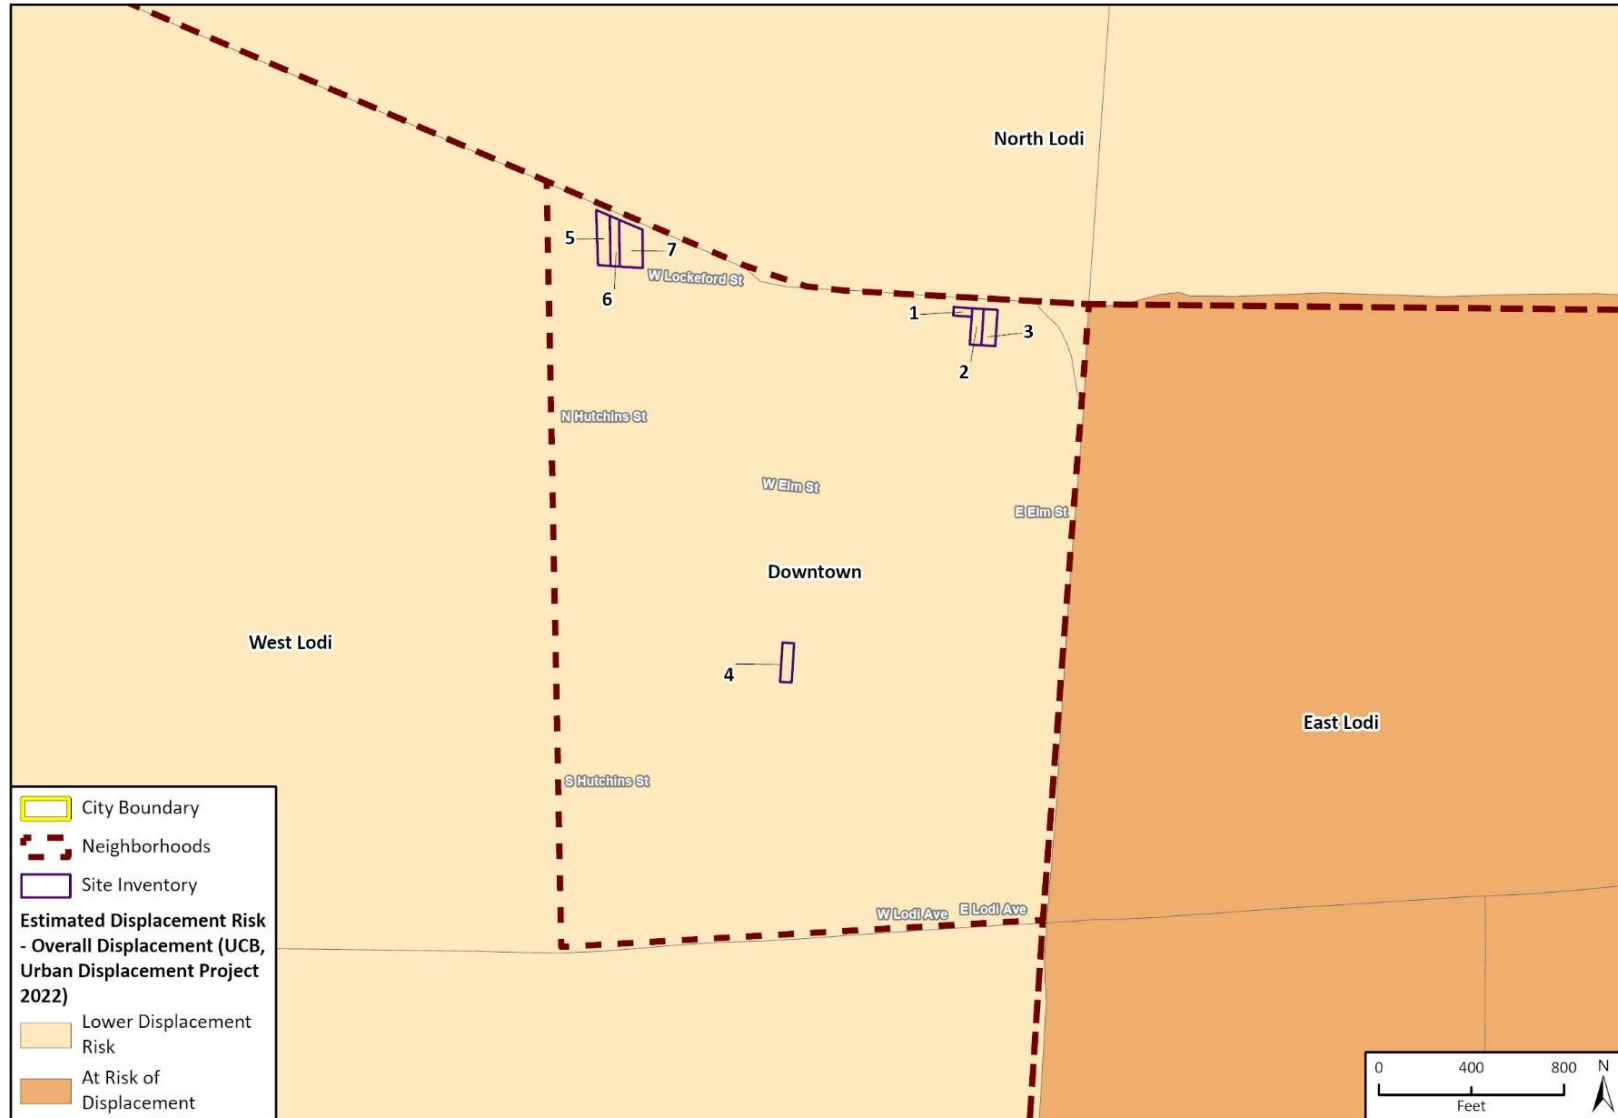 North Lodi
5
7
W Lockeford St
6
1
3
2
N Hutchins St
W Elm St
E Elm St
Downtown
West Lodi
4
East Lodi
S Hutchins St
W Lodi Ave
E Lodi Ave
City Boundary
Neighborhoods
Site Inventory
Estimated Displacement Risk
- Overall Displacement (UCB,
Urban Displacement Project
2022)
Lower Displacement
Risk
At Risk of
Displacement
0 400 800
Feet
N